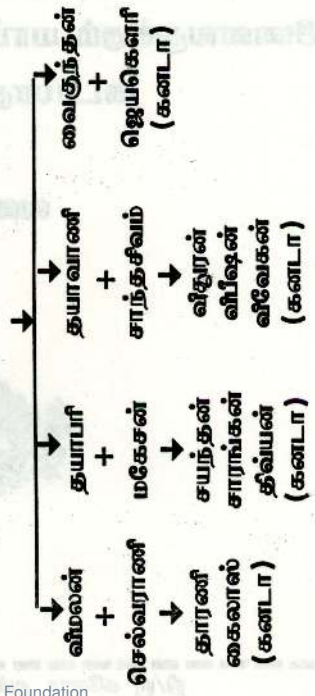 விமலன்
+
செல்வராணி
தாரணி
கைலாஸ்
(கனடா)
தயாபரி
+
மகேசன்
சயந்தன்
சாரங்கன்
திவ்யன்
(கனடா)
தயாவாணி
+
சாந்தசிவம்
விதுரன்
விபீஷன்
விவேகன்
(கனடா)
வைகுந்தன்
+
ஜெயகௌரி
(கனடா)
Foundation